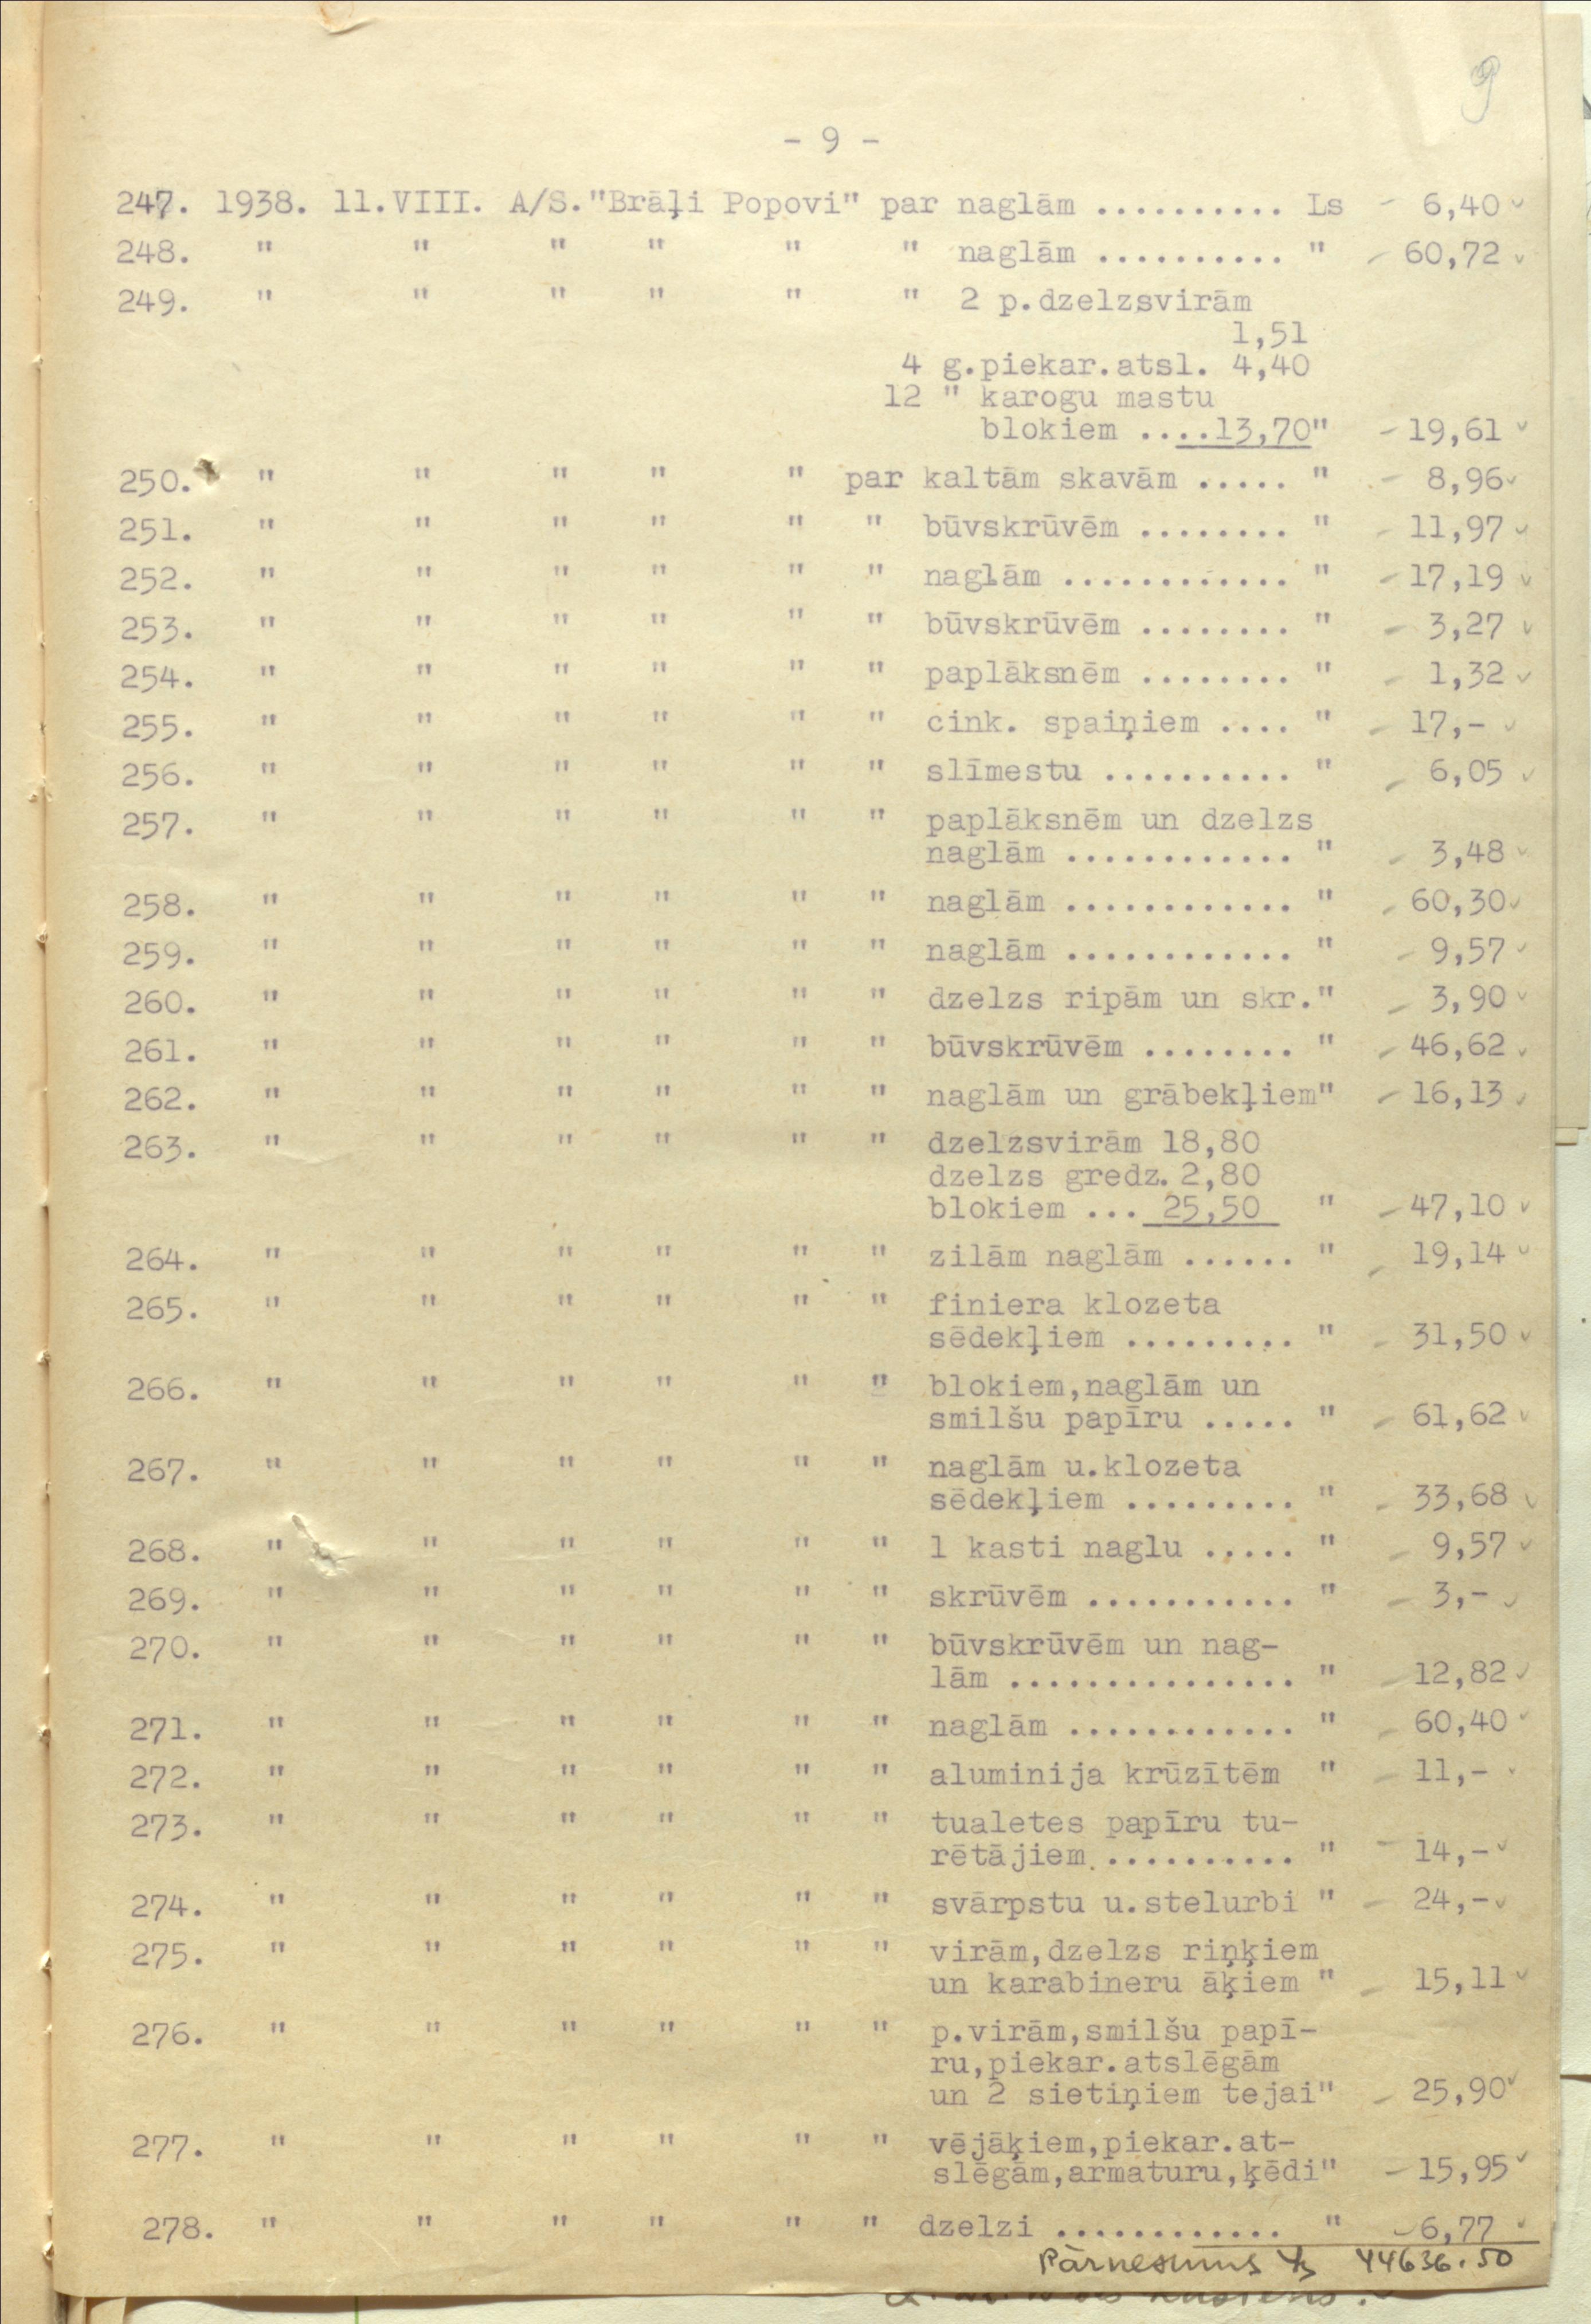 9
- 9 -
247. 1938. 11.VIII. A/S."Brāļi Popovi" par naglām .......... Ls - 6,40
248. " " " " " " naglām .......... " - 60,72
249. " " " " " " 2 p.dzelzsvirām
1,51
4 g.piekar.atsl. 4,40
12 " karogu mastu
blokiem ....13,70" - 19,61
250. " " " " " par kaltām skavām ..... " - 8,96
251. " " " " " " būvskrūvēm ........ " - 11,97
252. " " " " " " naglām ............ " - 17,19
253. " " " " " " būvskrūvēm ........ " - 3,27
254. " " " " " " paplāksnēm ........ " - 1,32
255. " " " " " " cink. spaiņiem .... " - 17,-
256. " " " " " " slīmestu .......... " - 6,05
257. " " " " " " paplāksnēm un dzelzs
naglām ............ " - 3,48
258. " " " " " " naglām ............ " - 60,30
259. " " " " " " naglām ............ " - 9,57
260. " " " " " " dzelzs ripām un skr." - 3,90
261. " " " " " " būvskrūvēm ........ " - 46,62
262. " " " " " " naglām un grābekļiem" - 16,13
263. " " " " " " dzelzsvirām 18,80
dzelzs gredz. 2,80
blokiem ... 25,50 " - 47,10
264. " " " " " " zilām naglām ...... " - 19,14
265. " " " " " " finiera klozeta
sēdekļiem ......... " - 31,50
266. " " " " " " blokiem,naglām un
smilšu papīru ..... " - 61,62
267. " " " " " " naglām u.klozeta
sēdekļiem ......... " - 33,68
268. " " " " " " 1 kasti naglu ..... " - 9,57
269. " " " " " " skrūvēm ........... " - 3,-
270. " " " " " " būvskrūvēm un nag-
lām ............... " - 12,82
271. " " " " " " naglām ............ " - 60,40
272. " " " " " " aluminija krūzītēm " - 11,-
273. " " " " " " tualetes papīru tu-
rētājiem........... " - 14,-
274. " " " " " " svārpstu u.stelurbi " - 24,-
275. " " " " " " virām,dzelzs riņķiem
un karabineru āķiem " - 15,11
276. " " " " " " p.virām,smilšu papī-
ru,piekar.atslēgām
un 2 sietiņiem tejai" - 25,90
277. " " " " " " vējāķiem,piekar.at-
slēgām,armaturu,ķēdi" - 15,95
278. " " " " " " dzelzi ............ " - 6,77
Pārnesums Ls 44636.50